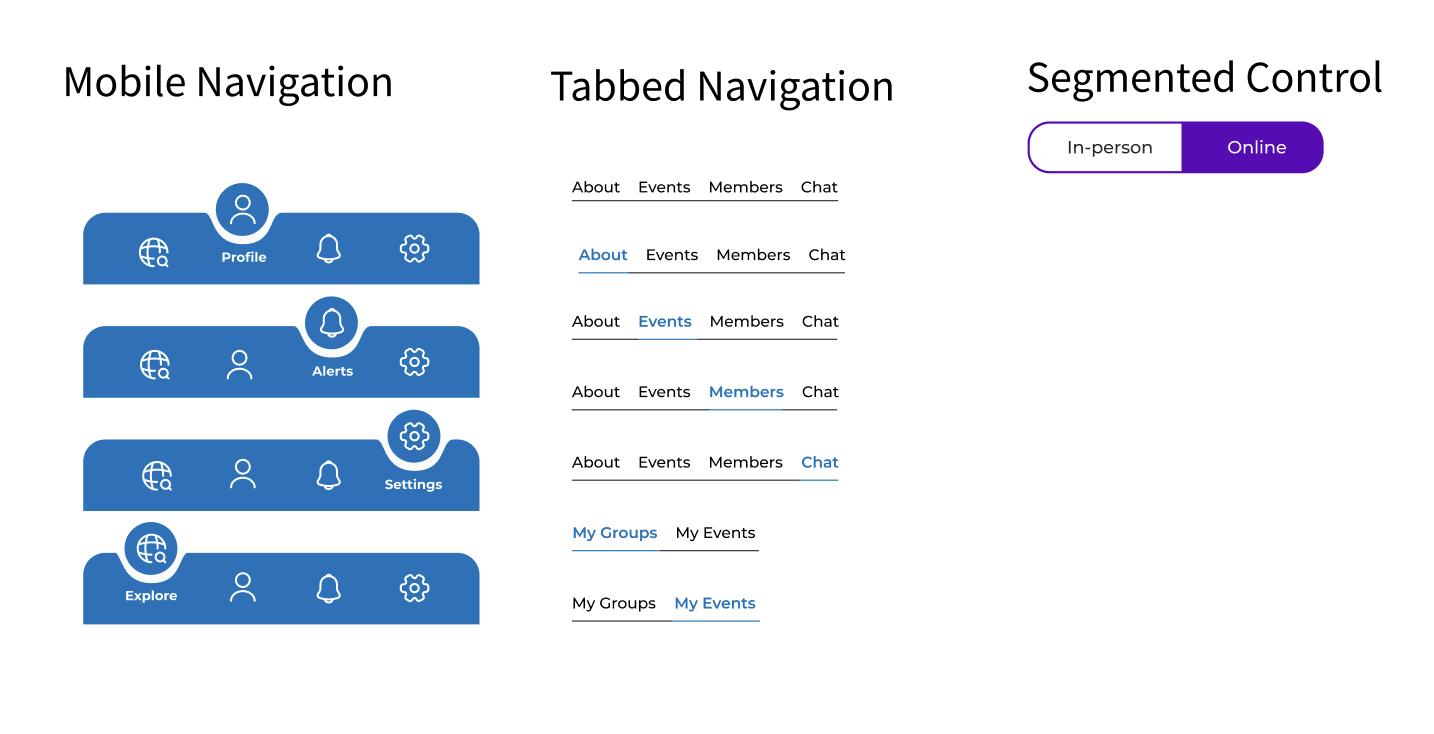 Mobile Navigation
Profile
Alerts
Settings
Explore
Tabbed Navigation
About Events Members Chat
About Events Members Chat
About Events Members Chat
About Events Members Chat
About Events Members Chat
My Groups My Events
My Groups My Events
Segmented Control
In-person Online